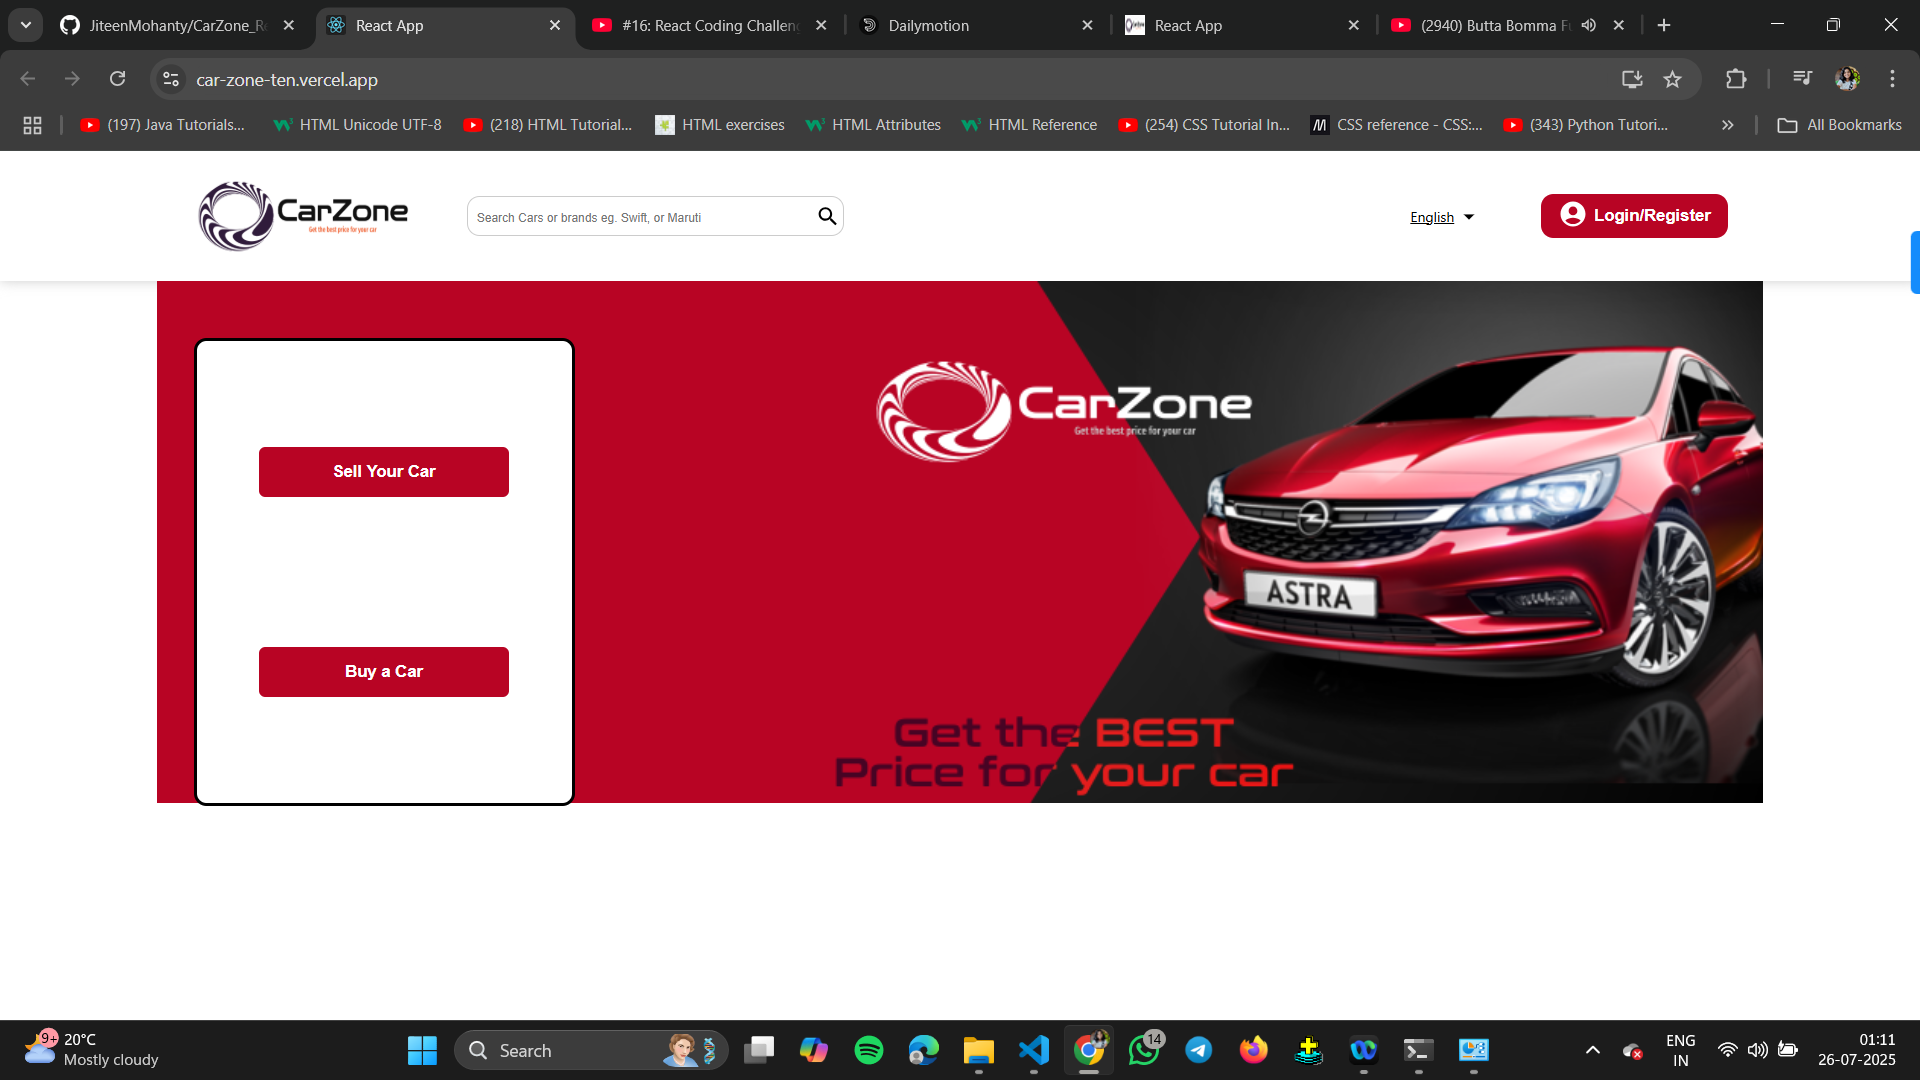 JiteenMohanty/CarZone_Re
React App
#16: React Coding Challeng
Dailymotion
React App
(2940) Butta Bomma Fu
car-zone-ten.vercel.app
(197) Java Tutorials...
HTML Unicode UTF-8
(218) HTML Tutorial...
HTML exercises
HTML Attributes
HTML Reference
(254) CSS Tutorial In...
CSS reference - CSS:...
(343) Python Tutori...
All Bookmarks
CarZone
Get the best price for your car
Search Cars or brands eg. Swift, or Maruti
English
Login/Register
Sell Your Car
Buy a Car
CarZone
Get the best price for your car
ASTRA
Get the BEST
Price for your car
9+
20°C
Mostly cloudy
Search
14
ENG
IN
01:11
26-07-2025